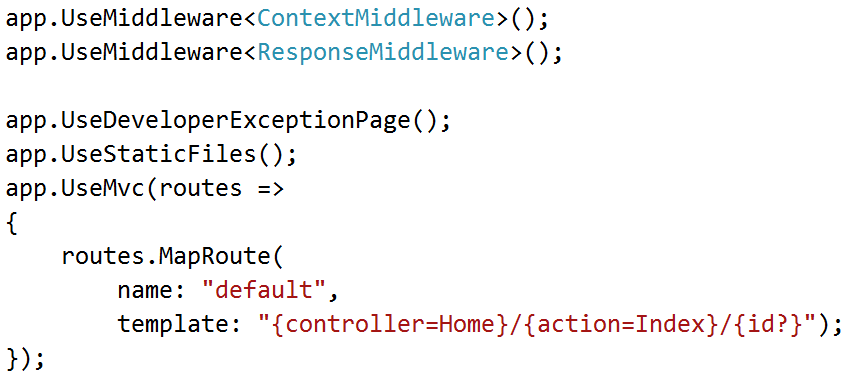 app.UseMiddleware<ContextMiddleware>();
app.UseMiddleware<ResponseMiddleware>();
app.UseDeveloperExceptionPage();
app.UseStaticFiles();
app.UseMvc(routes =>
{
    routes.MapRoute(
        name: "default",
        template: "{controller=Home}/{action=Index}/{id?}");
});